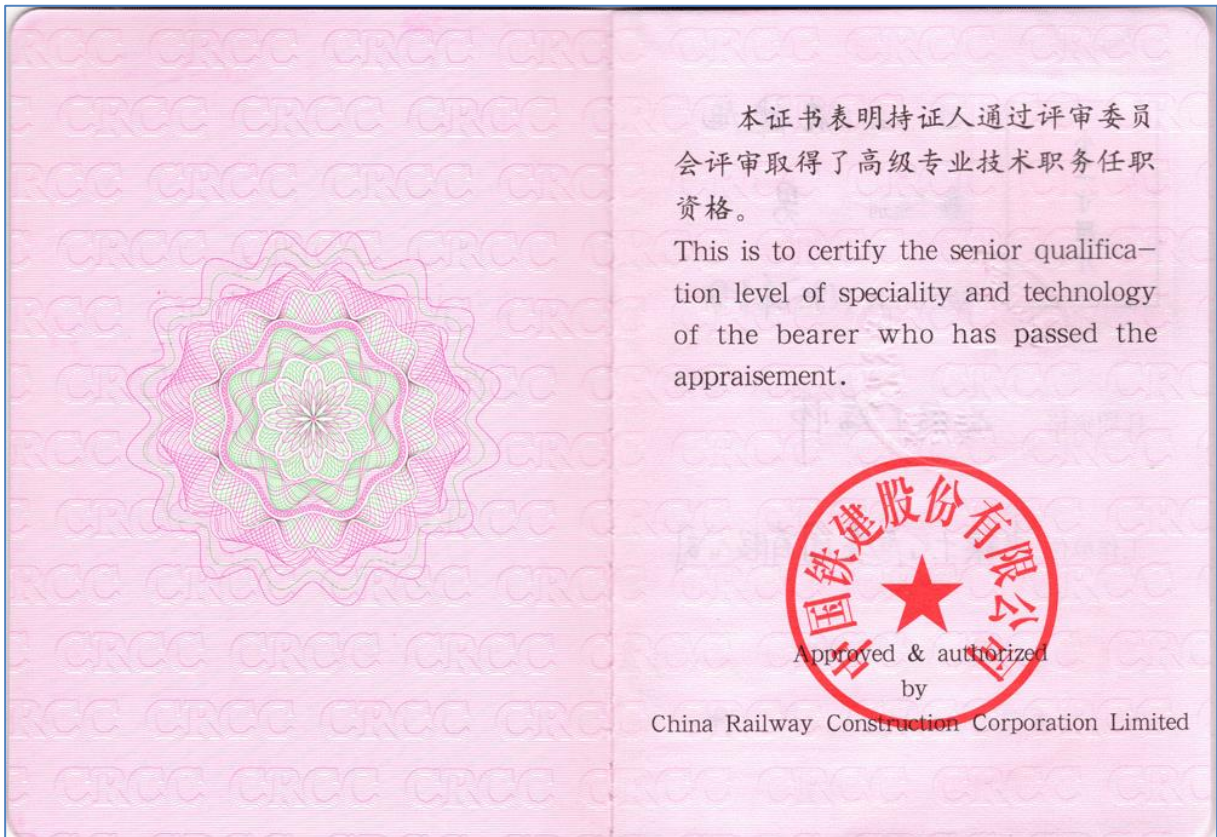 本证书表明持证人通过评审委员
会评审取得了高级专业技术职务任职
资格。
This is to certify the senior qualifica-
tion level of speciality and technology
of the bearer who has passed the
appraisement.
中国铁建股份有限公司
Approved & authorized
by
China Railway Construction Corporation Limited
CRCC